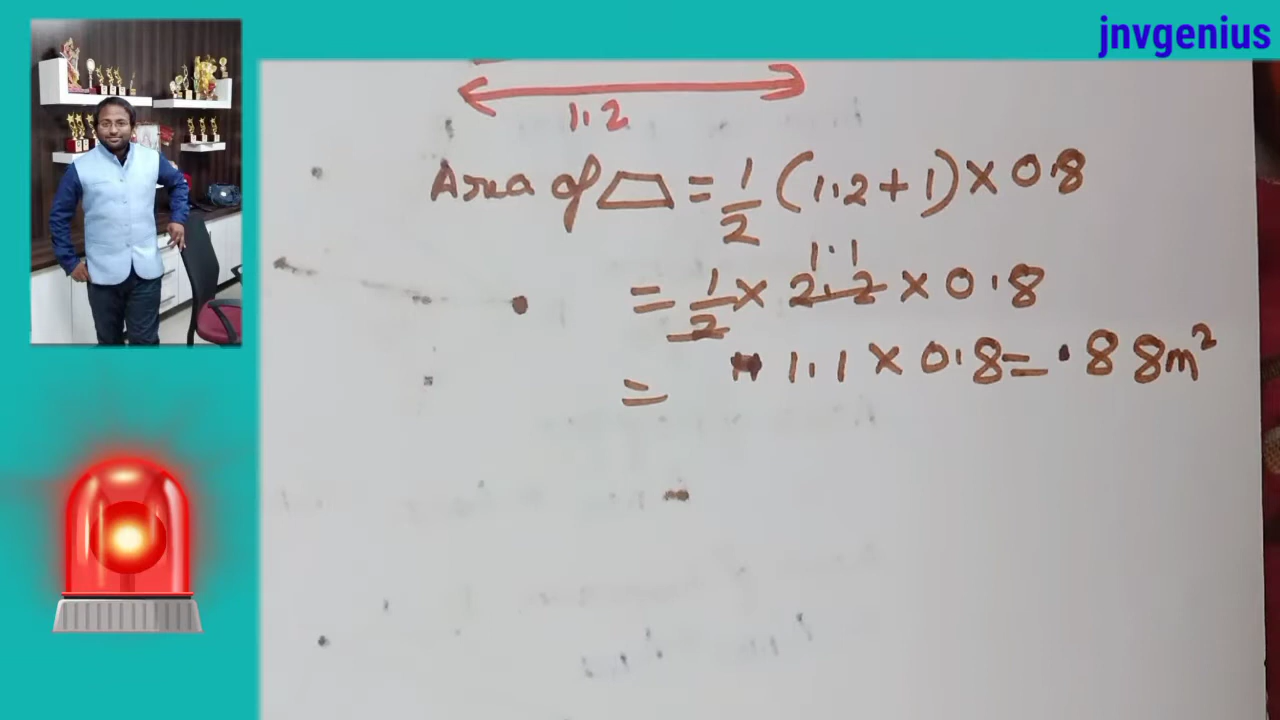 jnvgenius
1.2
Area of ⏢ = 1/2 (1.2 + 1) × 0.8
1.1
= 1/2 × 2.2 × 0.8
= 1.1 × 0.8 = .88m²